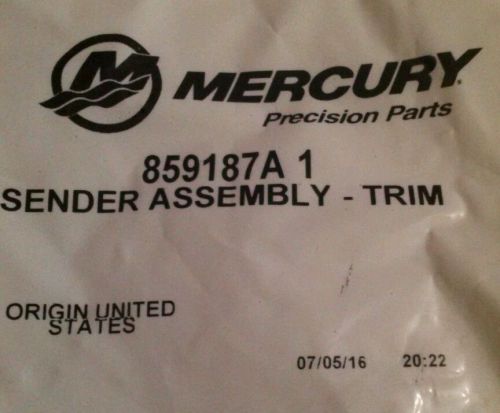 MERCURY
Precision Parts
859187A 1
SENDER ASSEMBLY - TRIM
ORIGIN UNITED
STATES
07/05/16 20:22